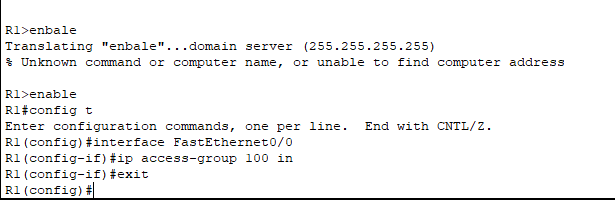 R1>enbale
Translating "enbale"...domain server (255.255.255.255)
% Unknown command or computer name, or unable to find computer address
R1>enable
R1#config t
Enter configuration commands, one per line.  End with CNTL/Z.
R1(config)#interface FastEthernet0/0
R1(config-if)#ip access-group 100 in
R1(config-if)#exit
R1(config)#